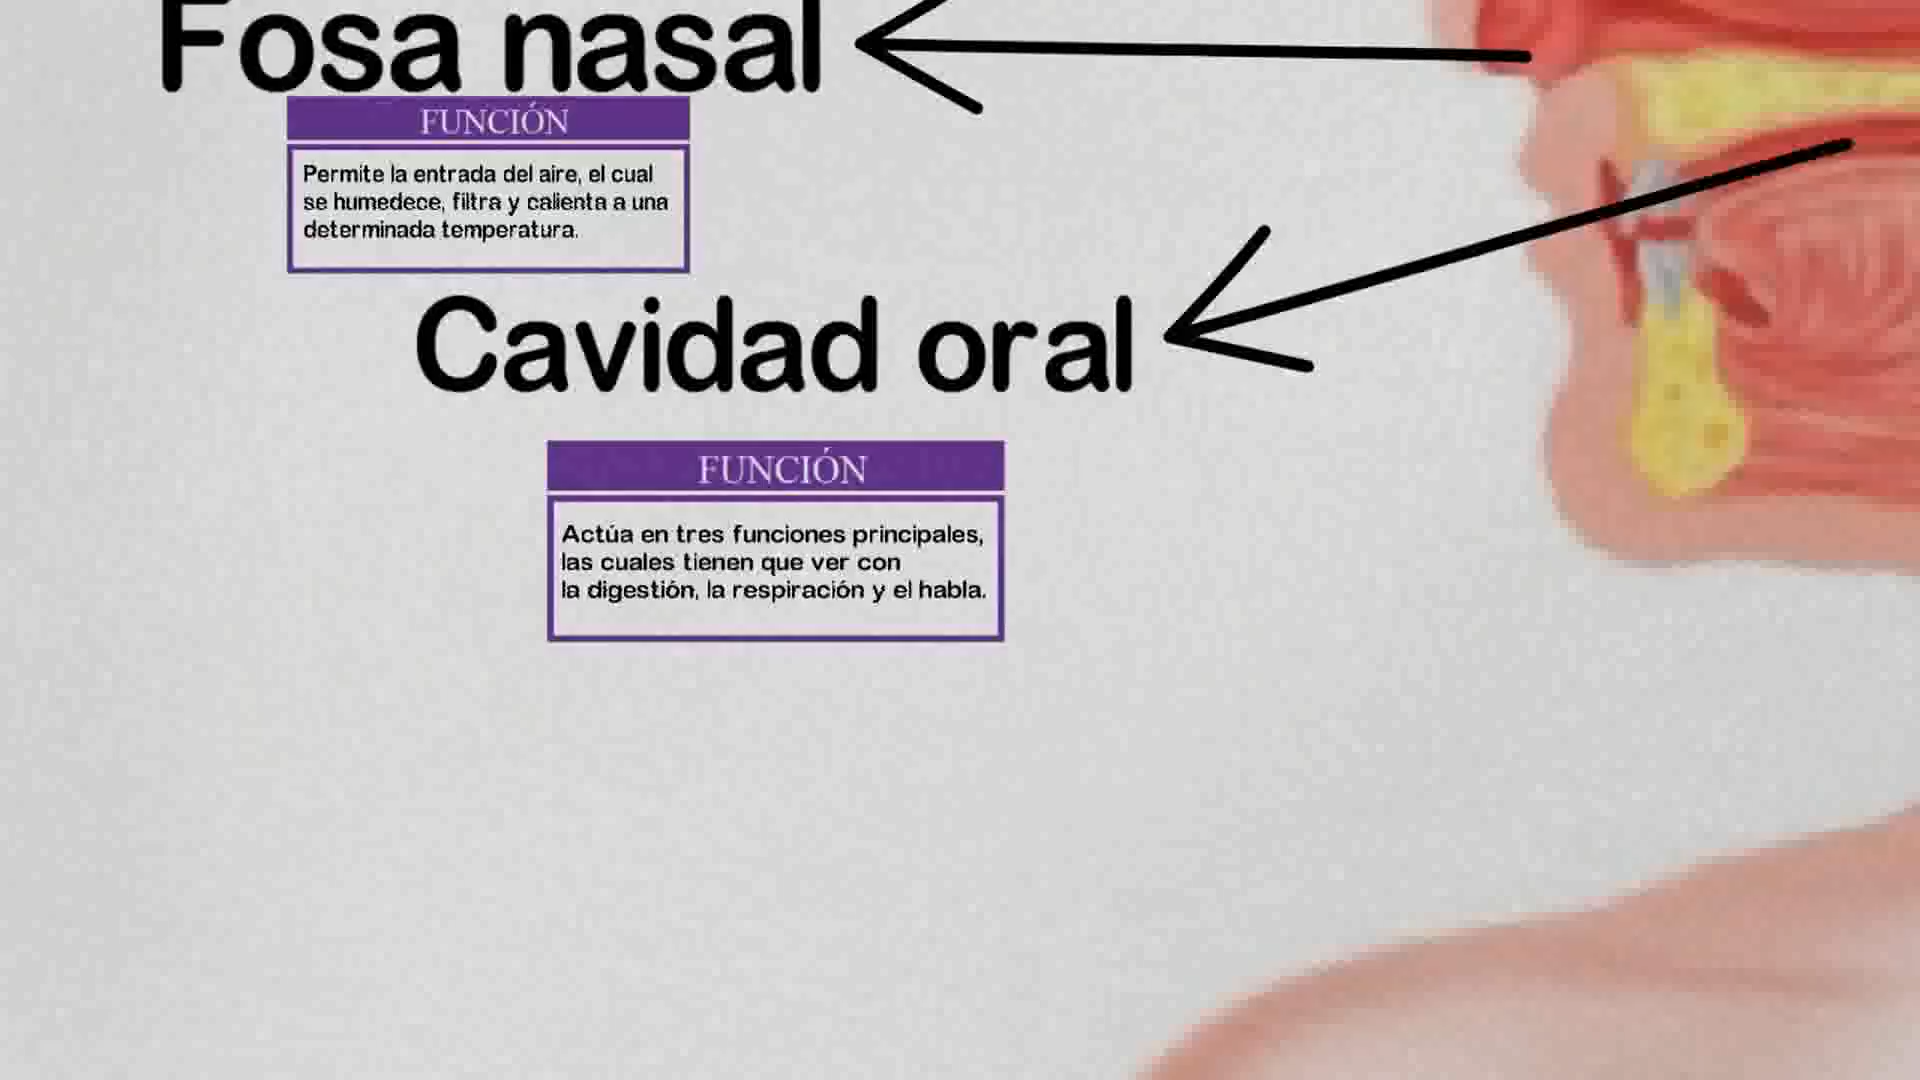 Fosa nasal
FUNCIÓN
Permite la entrada del aire, el cual
se humedece, filtra y calienta a una
determinada temperatura.
Cavidad oral
FUNCIÓN
Actúa en tres funciones principales,
las cuales tienen que ver con
la digestión, la respiración y el habla.